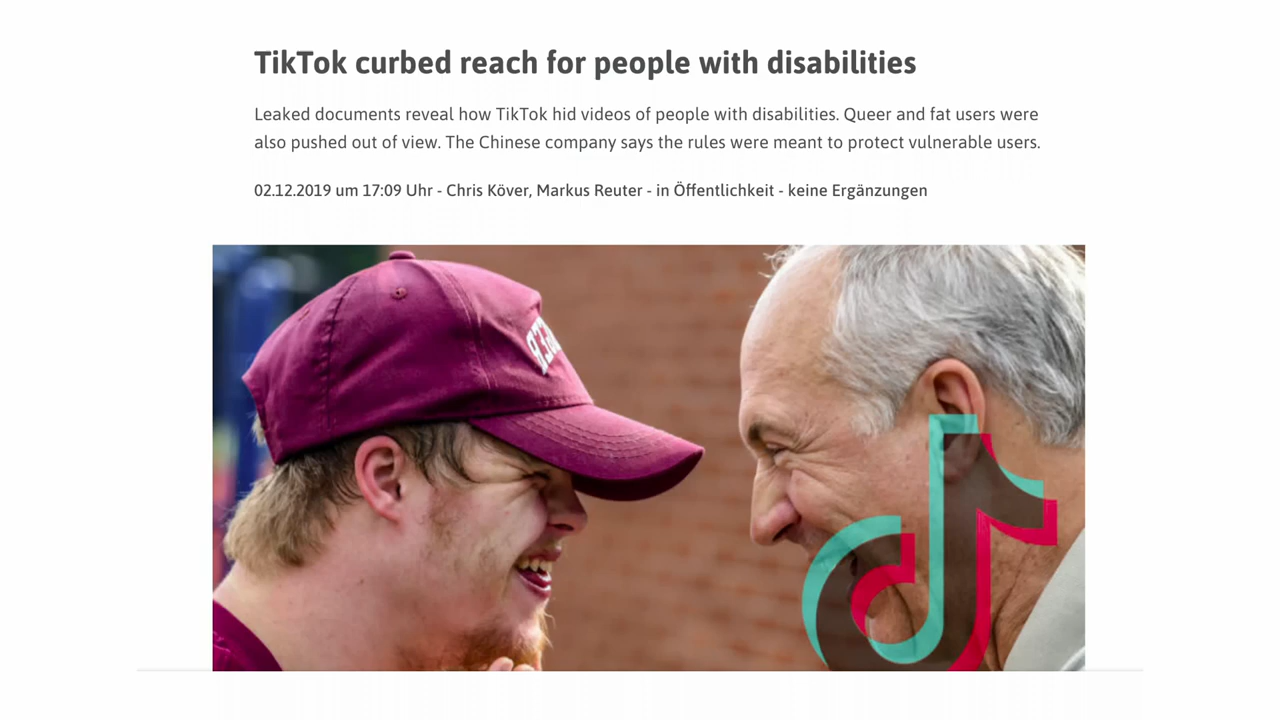 TikTok curbed reach for people with disabilities
Leaked documents reveal how TikTok hid videos of people with disabilities. Queer and fat users were
also pushed out of view. The Chinese company says the rules were meant to protect vulnerable users.
02.12.2019 um 17:09 Uhr - Chris Köver, Markus Reuter - in Öffentlichkeit - keine Ergänzungen